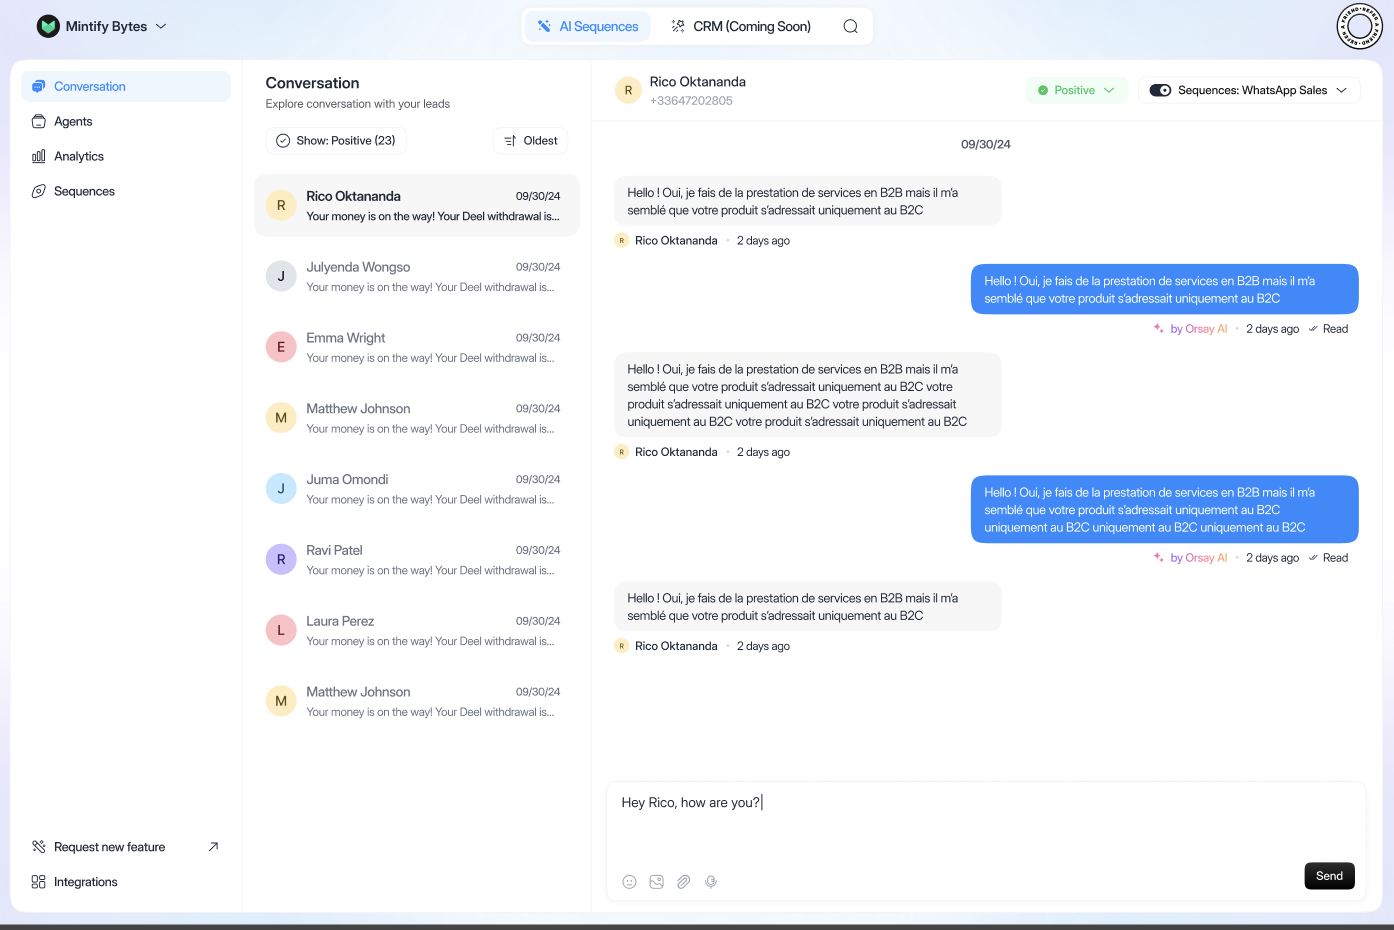 Mintify Bytes
AI Sequences
CRM (Coming Soon)
REFER A FRIEND • REFER A FRIEND •
Conversation
Agents
Analytics
Sequences
Request new feature
Integrations
Conversation
Explore conversation with your leads
Show: Positive (23)
Oldest
R
Rico Oktananda
09/30/24
Your money is on the way! Your Deel withdrawal is...
J
Julyenda Wongso
09/30/24
Your money is on the way! Your Deel withdrawal is...
E
Emma Wright
09/30/24
Your money is on the way! Your Deel withdrawal is...
M
Matthew Johnson
09/30/24
Your money is on the way! Your Deel withdrawal is...
J
Juma Omondi
09/30/24
Your money is on the way! Your Deel withdrawal is...
R
Ravi Patel
09/30/24
Your money is on the way! Your Deel withdrawal is...
L
Laura Perez
09/30/24
Your money is on the way! Your Deel withdrawal is...
M
Matthew Johnson
09/30/24
Your money is on the way! Your Deel withdrawal is...
R
Rico Oktananda
+33647202805
Positive
Sequences: WhatsApp Sales
09/30/24
Hello ! Oui, je fais de la prestation de services en B2B mais il m’a
semblé que votre produit s’adressait uniquement au B2C
R Rico Oktananda • 2 days ago
Hello ! Oui, je fais de la prestation de services en B2B mais il m’a
semblé que votre produit s’adressait uniquement au B2C
by Orsay AI • 2 days ago Read
Hello ! Oui, je fais de la prestation de services en B2B mais il m’a
semblé que votre produit s’adressait uniquement au B2C votre
produit s’adressait uniquement au B2C votre produit s’adressait
uniquement au B2C votre produit s’adressait uniquement au B2C
R Rico Oktananda • 2 days ago
Hello ! Oui, je fais de la prestation de services en B2B mais il m’a
semblé que votre produit s’adressait uniquement au B2C
uniquement au B2C uniquement au B2C uniquement au B2C
by Orsay AI • 2 days ago Read
Hello ! Oui, je fais de la prestation de services en B2B mais il m’a
semblé que votre produit s’adressait uniquement au B2C
R Rico Oktananda • 2 days ago
Hey Rico, how are you?
Send